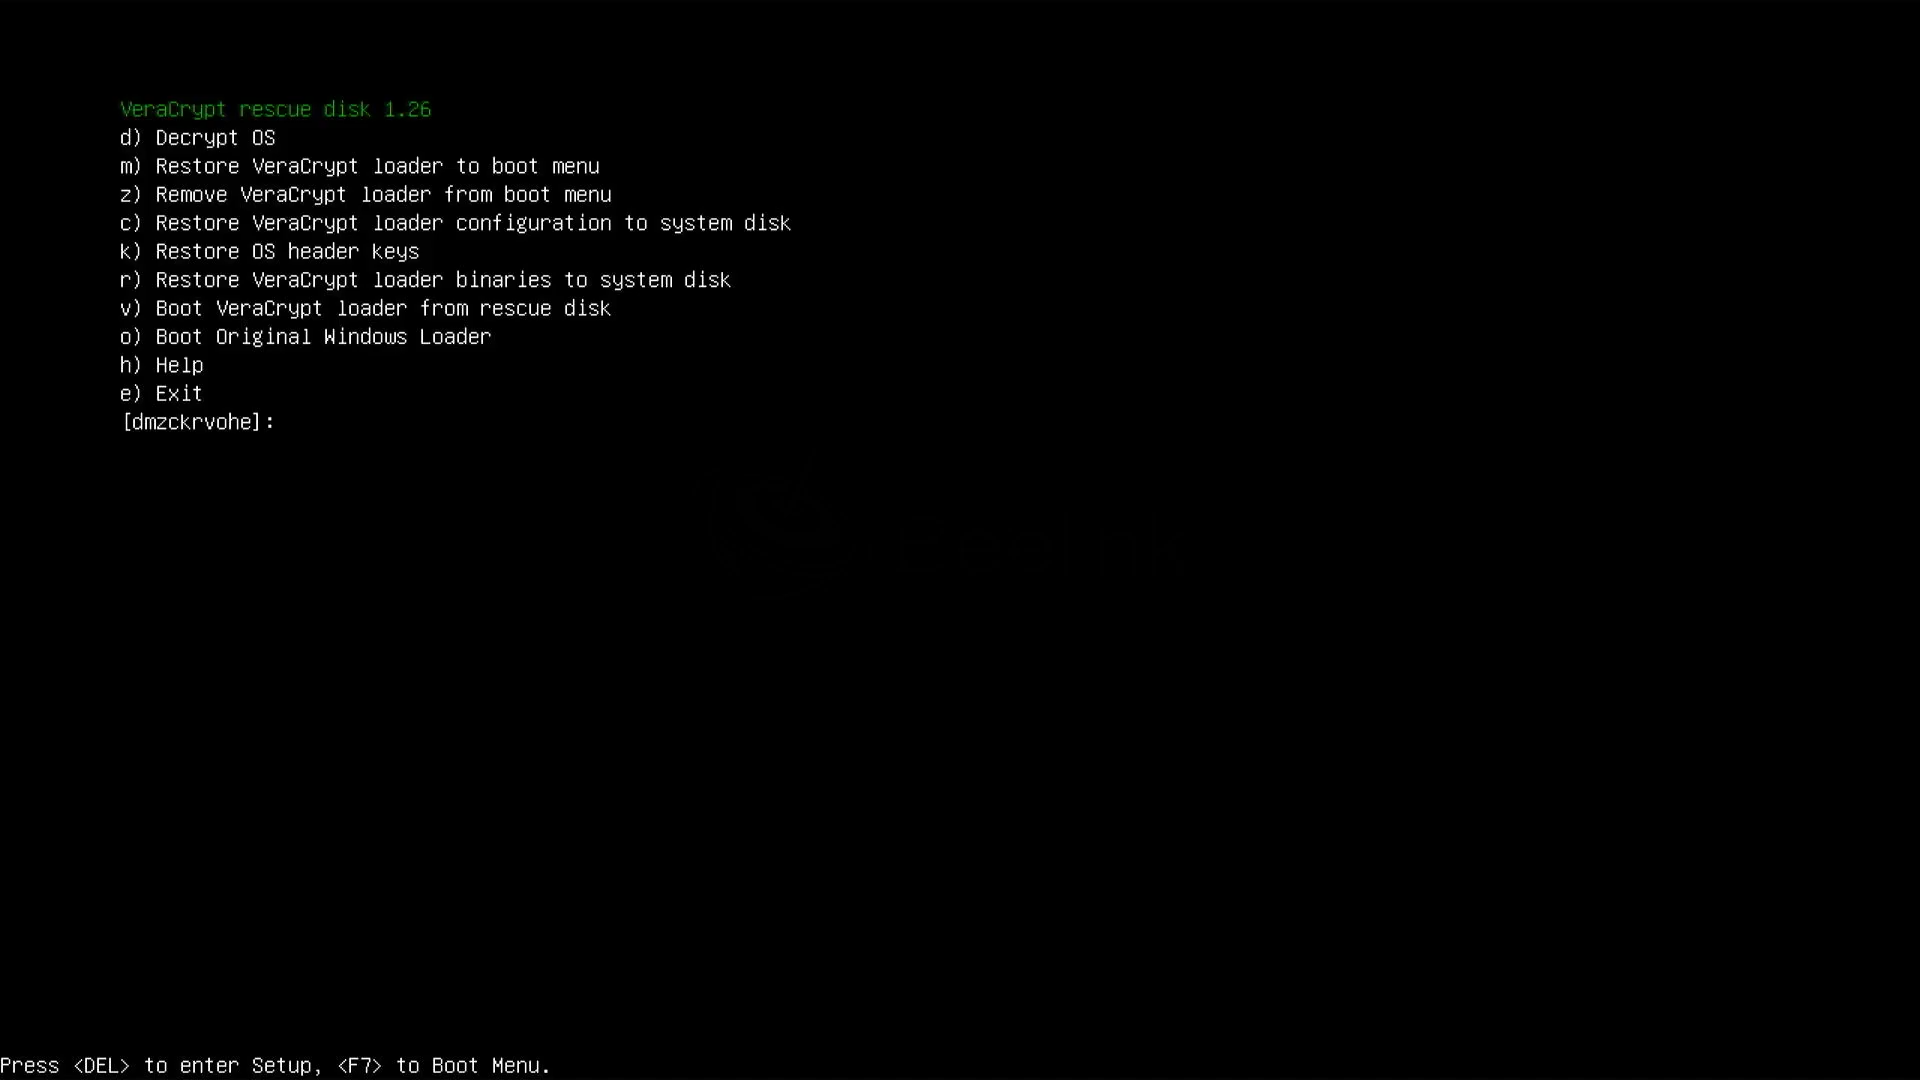 VeraCrypt rescue disk 1.26
d) Decrypt OS
m) Restore VeraCrypt loader to boot menu
z) Remove VeraCrypt loader from boot menu
c) Restore VeraCrypt loader configuration to system disk
k) Restore OS header keys
r) Restore VeraCrypt loader binaries to system disk
v) Boot VeraCrypt loader from rescue disk
o) Boot Original Windows Loader
h) Help
e) Exit
[dmzckrvohe]:
Beelink
Press <DEL> to enter Setup, <F7> to Boot Menu.